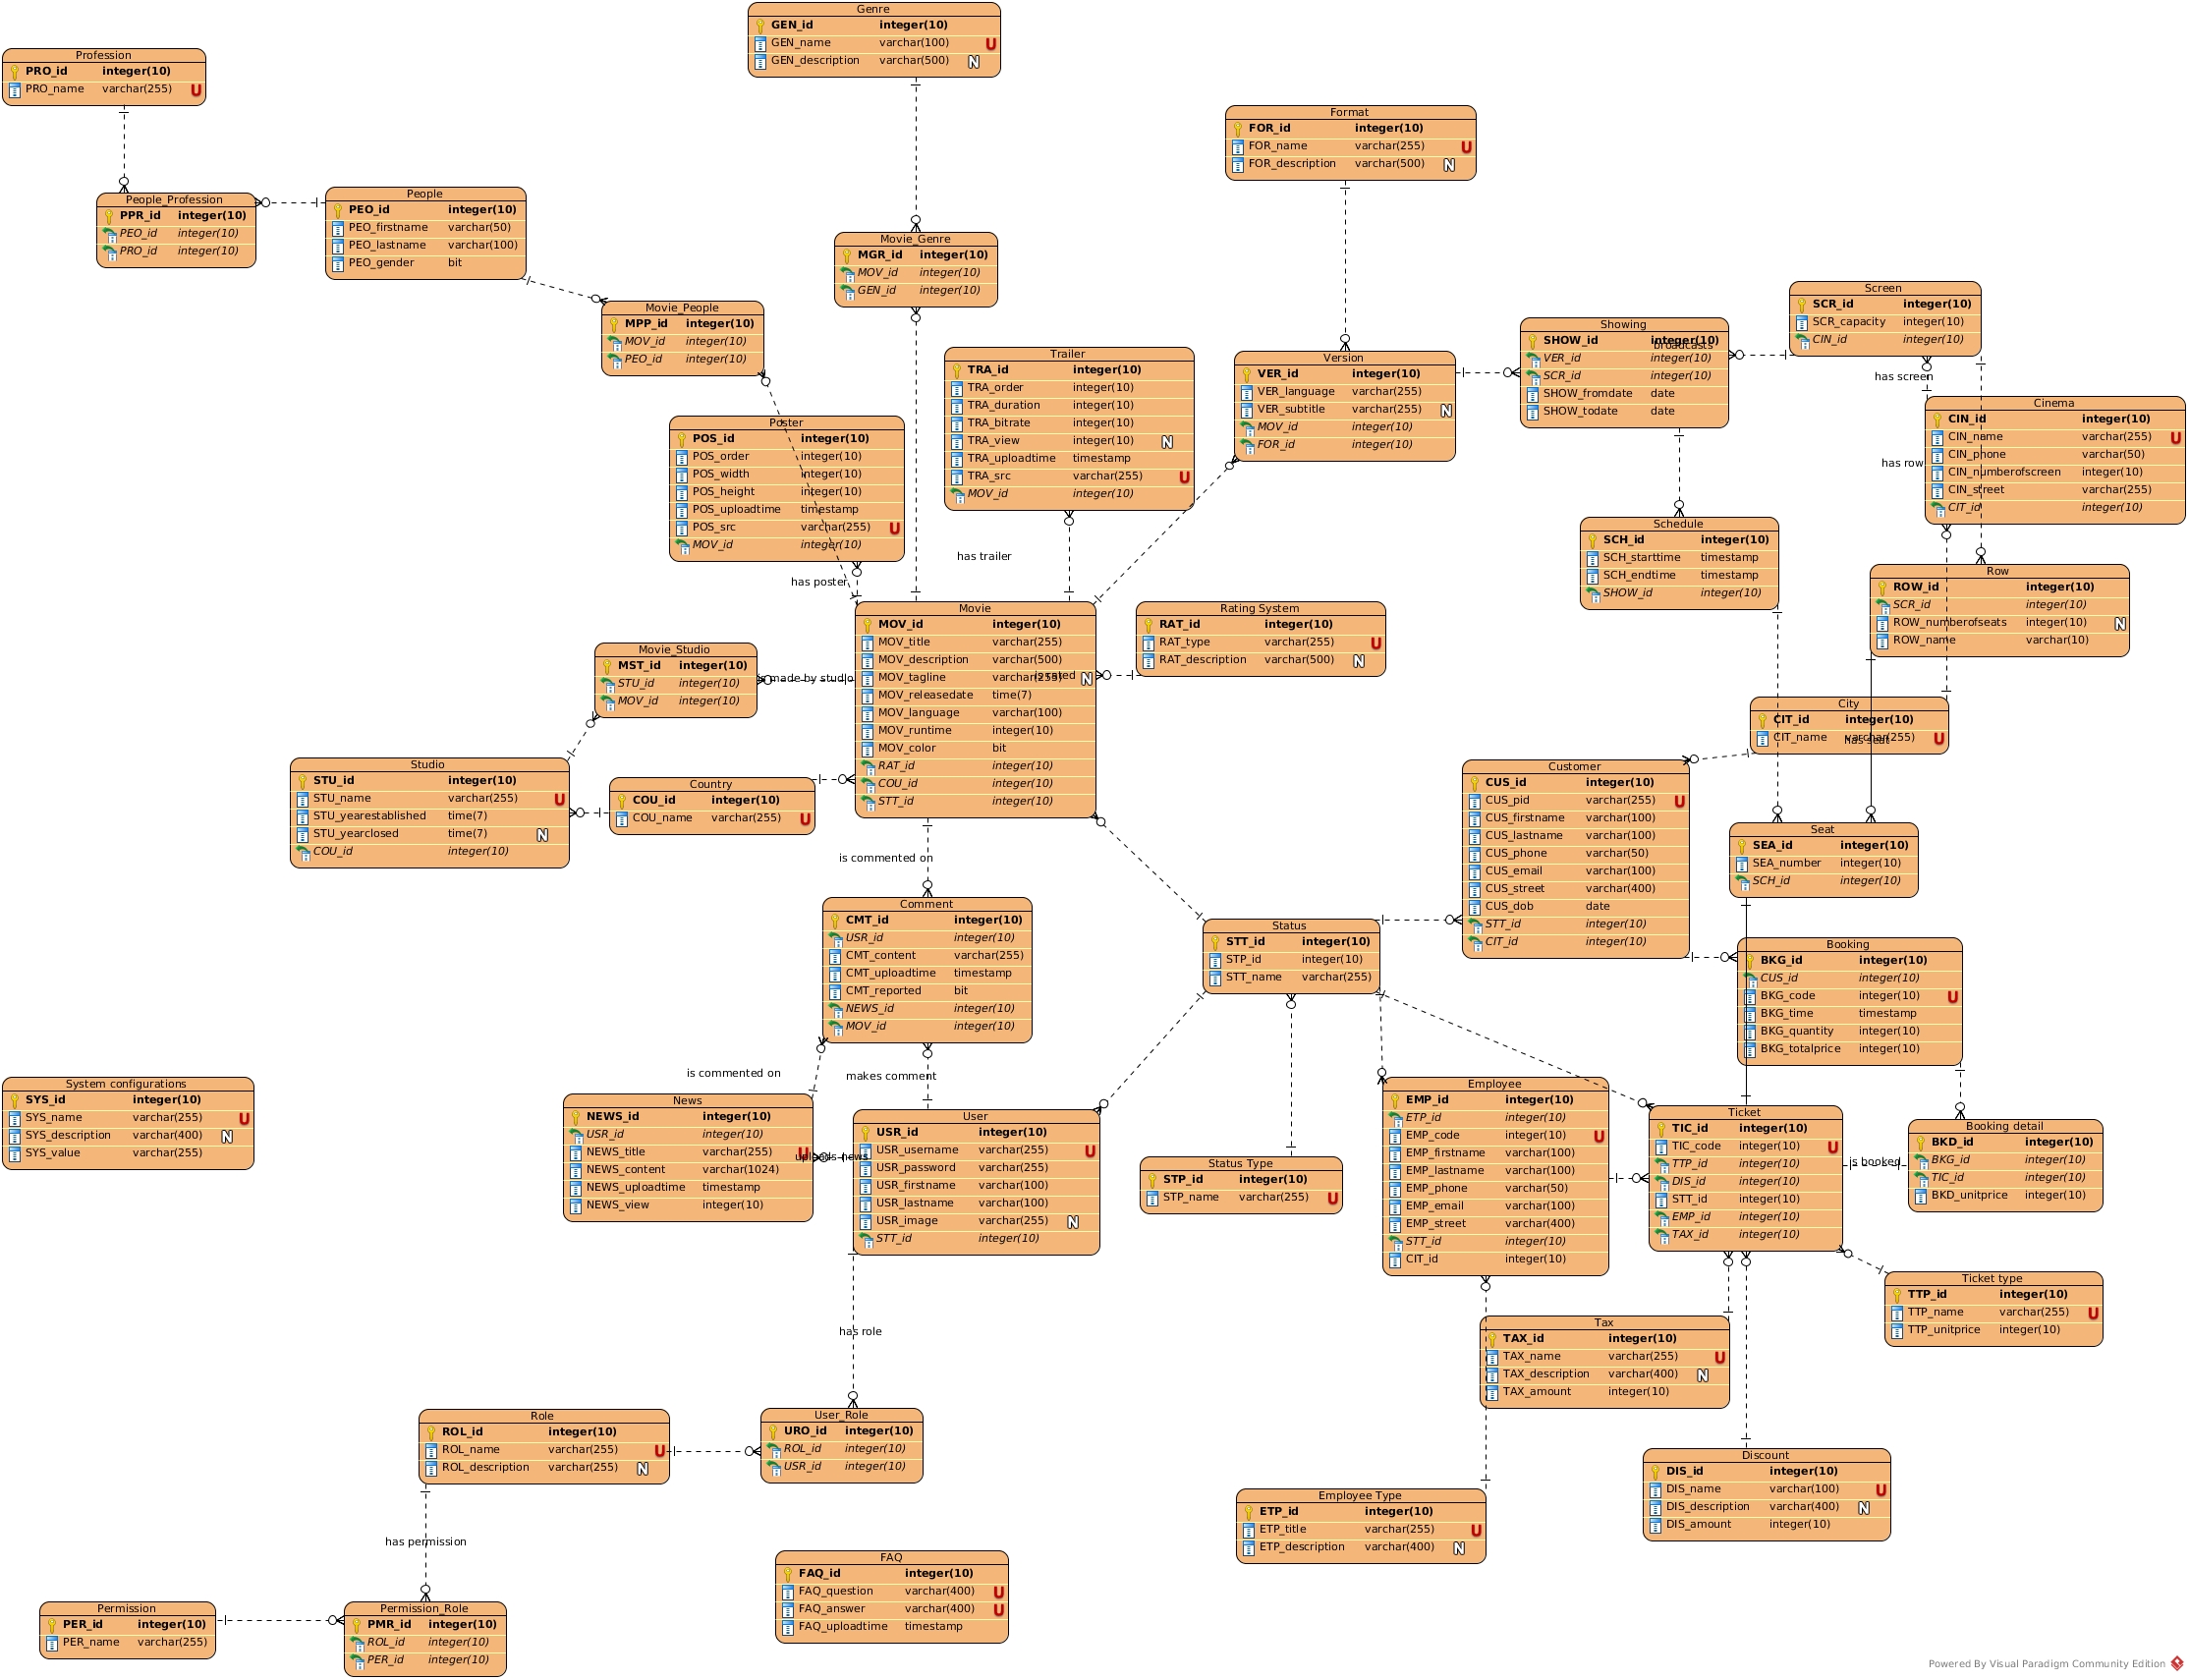 Genre
GEN_id integer(10)
GEN_name varchar(100) U
GEN_description varchar(500) N
Profession
PRO_id integer(10)
PRO_name varchar(255) U
Format
FOR_id integer(10)
FOR_name varchar(255) U
FOR_description varchar(500) N
People_Profession
PPR_id integer(10)
PEO_id integer(10)
PRO_id integer(10)
People
PEO_id integer(10)
PEO_firstname varchar(50)
PEO_lastname varchar(100)
PEO_gender bit
Movie_Genre
MGR_id integer(10)
MOV_id integer(10)
GEN_id integer(10)
Movie_People
MPP_id integer(10)
MOV_id integer(10)
PEO_id integer(10)
Screen
SCR_id integer(10)
SCR_capacity integer(10)
CIN_id integer(10)
Showing
SHOW_id integer(10)
broadcasts
VER_id integer(10)
SCR_id integer(10)
SHOW_fromdate date
SHOW_todate date
Trailer
TRA_id integer(10)
TRA_order integer(10)
TRA_duration integer(10)
TRA_bitrate integer(10)
TRA_view integer(10) N
TRA_uploadtime timestamp
TRA_src varchar(255) U
MOV_id integer(10)
Version
VER_id integer(10)
VER_language varchar(255)
VER_subtitle varchar(255) N
MOV_id integer(10)
FOR_id integer(10)
has screen
Cinema
CIN_id integer(10)
CIN_name varchar(255) U
CIN_phone varchar(50)
CIN_numberofscreen integer(10)
CIN_street varchar(255)
CIT_id integer(10)
has row
Poster
POS_id integer(10)
POS_order integer(10)
POS_width integer(10)
POS_height integer(10)
POS_uploadtime timestamp
POS_src varchar(255) U
MOV_id integer(10)
has poster
has trailer
Schedule
SCH_id integer(10)
SCH_starttime timestamp
SCH_endtime timestamp
SHOW_id integer(10)
Row
ROW_id integer(10)
SCR_id integer(10)
ROW_numberofseats integer(10) N
ROW_name varchar(10)
Movie
MOV_id integer(10)
MOV_title varchar(255)
MOV_description varchar(500)
MOV_tagline varchar(255) N
MOV_releasedate time(7)
MOV_language varchar(100)
MOV_runtime integer(10)
MOV_color bit
RAT_id integer(10)
COU_id integer(10)
STT_id integer(10)
is rated
Rating System
RAT_id integer(10)
RAT_type varchar(255) U
RAT_description varchar(500) N
Movie_Studio
MST_id integer(10)
STU_id integer(10)
MOV_id integer(10)
is made by studio
City
CIT_id integer(10)
CIT_name varchar(255) U
has seat
Studio
STU_id integer(10)
STU_name varchar(255) U
STU_yearestablished time(7)
STU_yearclosed time(7) N
COU_id integer(10)
Country
COU_id integer(10)
COU_name varchar(255) U
Customer
CUS_id integer(10)
CUS_pid varchar(255) U
CUS_firstname varchar(100)
CUS_lastname varchar(100)
CUS_phone varchar(50)
CUS_email varchar(100)
CUS_street varchar(400)
CUS_dob date
STT_id integer(10)
CIT_id integer(10)
Seat
SEA_id integer(10)
SEA_number integer(10)
SCH_id integer(10)
is commented on
Comment
CMT_id integer(10)
USR_id integer(10)
CMT_content varchar(255)
CMT_uploadtime timestamp
CMT_reported bit
NEWS_id integer(10)
MOV_id integer(10)
Status
STT_id integer(10)
STP_id integer(10)
STT_name varchar(255)
Booking
BKG_id integer(10)
CUS_id integer(10)
BKG_code integer(10) U
BKG_time timestamp
BKG_quantity integer(10)
BKG_totalprice integer(10)
is commented on
makes comment
System configurations
SYS_id integer(10)
SYS_name varchar(255) U
SYS_description varchar(400) N
SYS_value varchar(255)
News
NEWS_id integer(10)
USR_id integer(10)
NEWS_title varchar(255) U
NEWS_content varchar(1024)
NEWS_uploadtime timestamp
NEWS_view integer(10)
uploads news
User
USR_id integer(10)
USR_username varchar(255) U
USR_password varchar(255)
USR_firstname varchar(100)
USR_lastname varchar(100)
USR_image varchar(255) N
STT_id integer(10)
Status Type
STP_id integer(10)
STP_name varchar(255) U
Employee
EMP_id integer(10)
ETP_id integer(10)
EMP_code integer(10) U
EMP_firstname varchar(100)
EMP_lastname varchar(100)
EMP_phone varchar(50)
EMP_email varchar(100)
EMP_street varchar(400)
STT_id integer(10)
CIT_id integer(10)
Ticket
TIC_id integer(10)
TIC_code integer(10) U
TTP_id integer(10)
DIS_id integer(10)
STT_id integer(10)
EMP_id integer(10)
TAX_id integer(10)
is booked
Booking detail
BKD_id integer(10)
BKG_id integer(10)
TIC_id integer(10)
BKD_unitprice integer(10)
Ticket type
TTP_id integer(10)
TTP_name varchar(255) U
TTP_unitprice integer(10)
has role
Tax
TAX_id integer(10)
TAX_name varchar(255) U
TAX_description varchar(400) N
TAX_amount integer(10)
Role
ROL_id integer(10)
ROL_name varchar(255) U
ROL_description varchar(255) N
User_Role
URO_id integer(10)
ROL_id integer(10)
USR_id integer(10)
Discount
DIS_id integer(10)
DIS_name varchar(100) U
DIS_description varchar(400) N
DIS_amount integer(10)
Employee Type
ETP_id integer(10)
ETP_title varchar(255) U
ETP_description varchar(400) N
has permission
FAQ
FAQ_id integer(10)
FAQ_question varchar(400) U
FAQ_answer varchar(400) U
FAQ_uploadtime timestamp
Permission
PER_id integer(10)
PER_name varchar(255)
Permission_Role
PMR_id integer(10)
ROL_id integer(10)
PER_id integer(10)
Powered By Visual Paradigm Community Edition